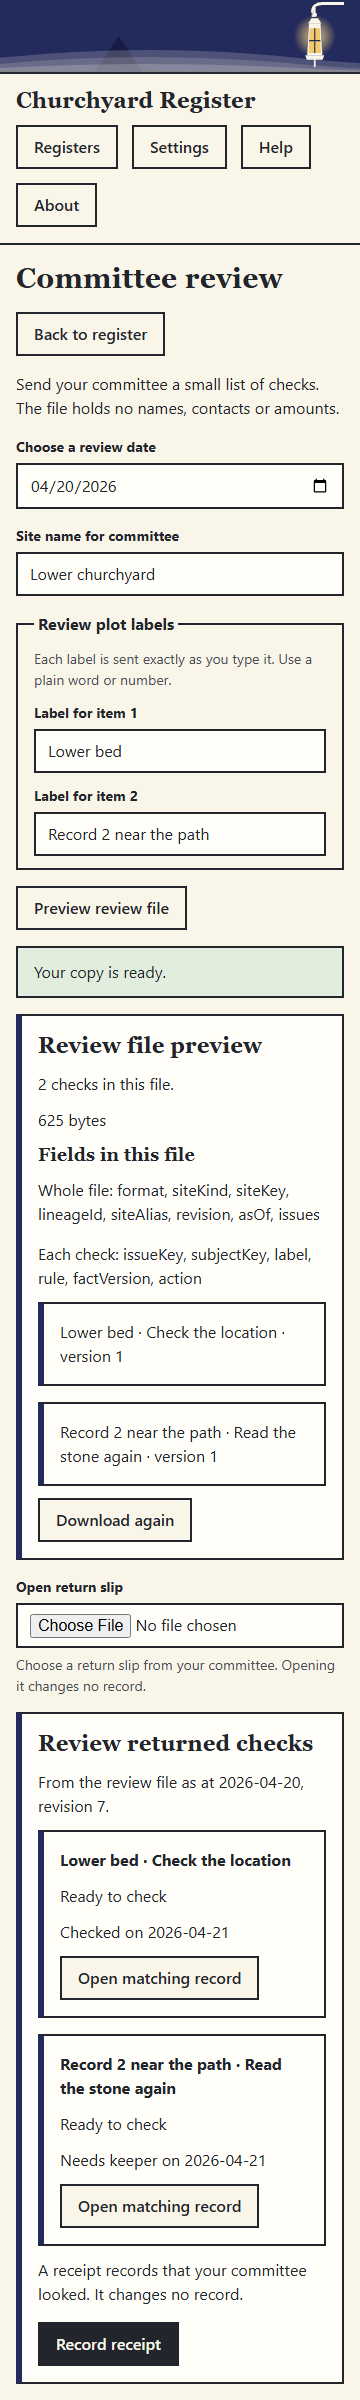 Churchyard Register
Registers
Settings
Help
About
Committee review
Back to register
Send your committee a small list of checks.
The file holds no names, contacts or amounts.
Choose a review date
04/20/2026
Site name for committee
Lower churchyard
Review plot labels
Each label is sent exactly as you type it. Use a
plain word or number.
Label for item 1
Lower bed
Label for item 2
Record 2 near the path
Preview review file
Your copy is ready.
Review file preview
2 checks in this file.
625 bytes
Fields in this file
Whole file: format, siteKind, siteKey,
lineageId, siteAlias, revision, asOf, issues
Each check: issueKey, subjectKey, label,
rule, factVersion, action
Lower bed · Check the location ·
version 1
Record 2 near the path · Read the
stone again · version 1
Download again
Open return slip
Choose File No file chosen
Choose a return slip from your committee. Opening
it changes no record.
Review returned checks
From the review file as at 2026-04-20,
revision 7.
Lower bed · Check the location
Ready to check
Checked on 2026-04-21
Open matching record
Record 2 near the path · Read
the stone again
Ready to check
Needs keeper on 2026-04-21
Open matching record
A receipt records that your committee
looked. It changes no record.
Record receipt